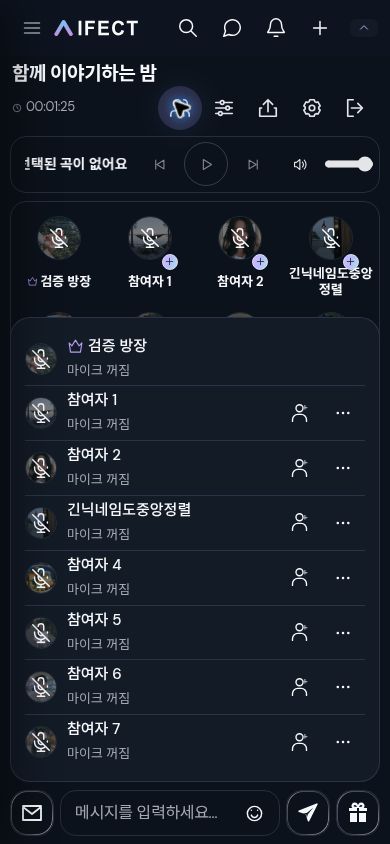 AIFECT
함께 이야기하는 밤
00:01:25
선택된 곡이 없어요
검증 방장
참여자 1
참여자 2
긴닉네임도중앙
정렬
검증 방장
마이크 꺼짐
참여자 1
마이크 꺼짐
참여자 2
마이크 꺼짐
긴닉네임도중앙정렬
마이크 꺼짐
참여자 4
마이크 꺼짐
참여자 5
마이크 꺼짐
참여자 6
마이크 꺼짐
참여자 7
마이크 꺼짐
메시지를 입력하세요...